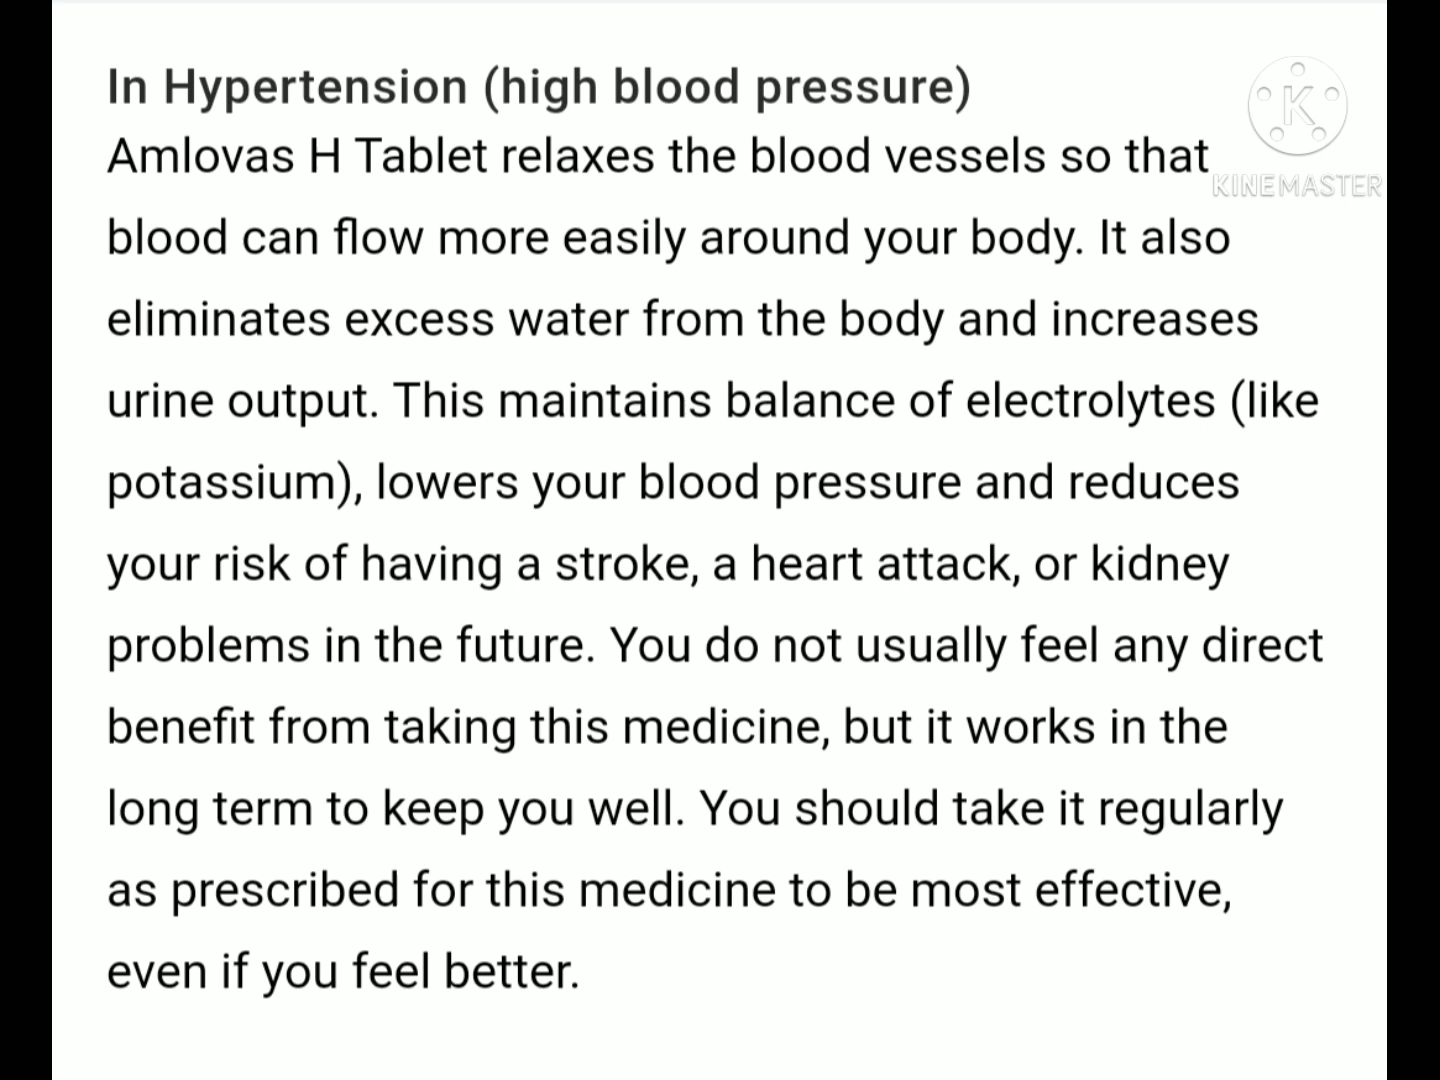 In Hypertension (high blood pressure)
Amlovas H Tablet relaxes the blood vessels so that
blood can flow more easily around your body. It also
eliminates excess water from the body and increases
urine output. This maintains balance of electrolytes (like
potassium), lowers your blood pressure and reduces
your risk of having a stroke, a heart attack, or kidney
problems in the future. You do not usually feel any direct
benefit from taking this medicine, but it works in the
long term to keep you well. You should take it regularly
as prescribed for this medicine to be most effective,
even if you feel better.
K
KINEMASTER